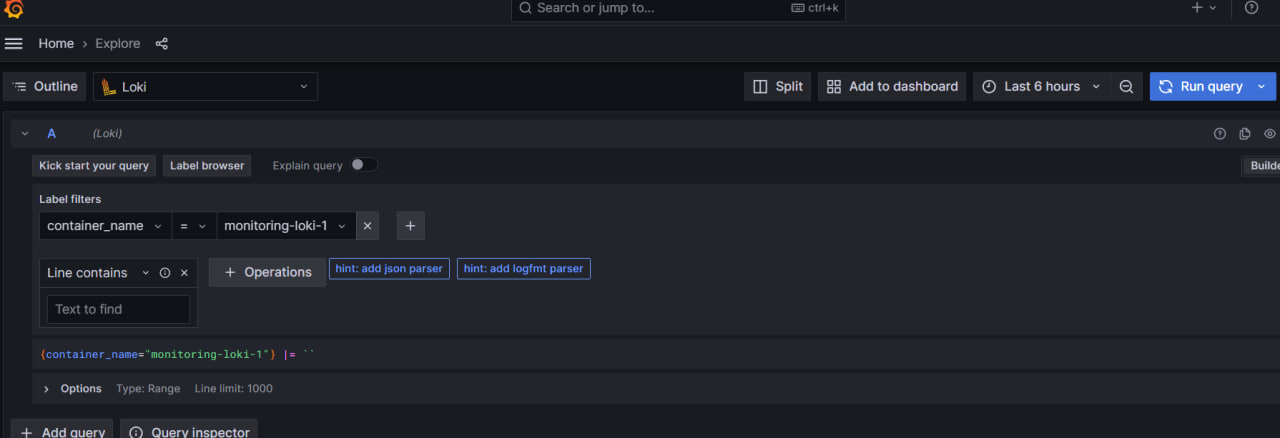 Search or jump to... ctrl+k
Home › Explore
Outline Loki Split Add to dashboard Last 6 hours Run query
A (Loki)
Kick start your query Label browser Explain query
Label filters
container_name = monitoring-loki-1
Line contains + Operations hint: add json parser hint: add logfmt parser
Text to find
{container_name="monitoring-loki-1"} |= ``
Options Type: Range Line limit: 1000
+ Add query Query inspector